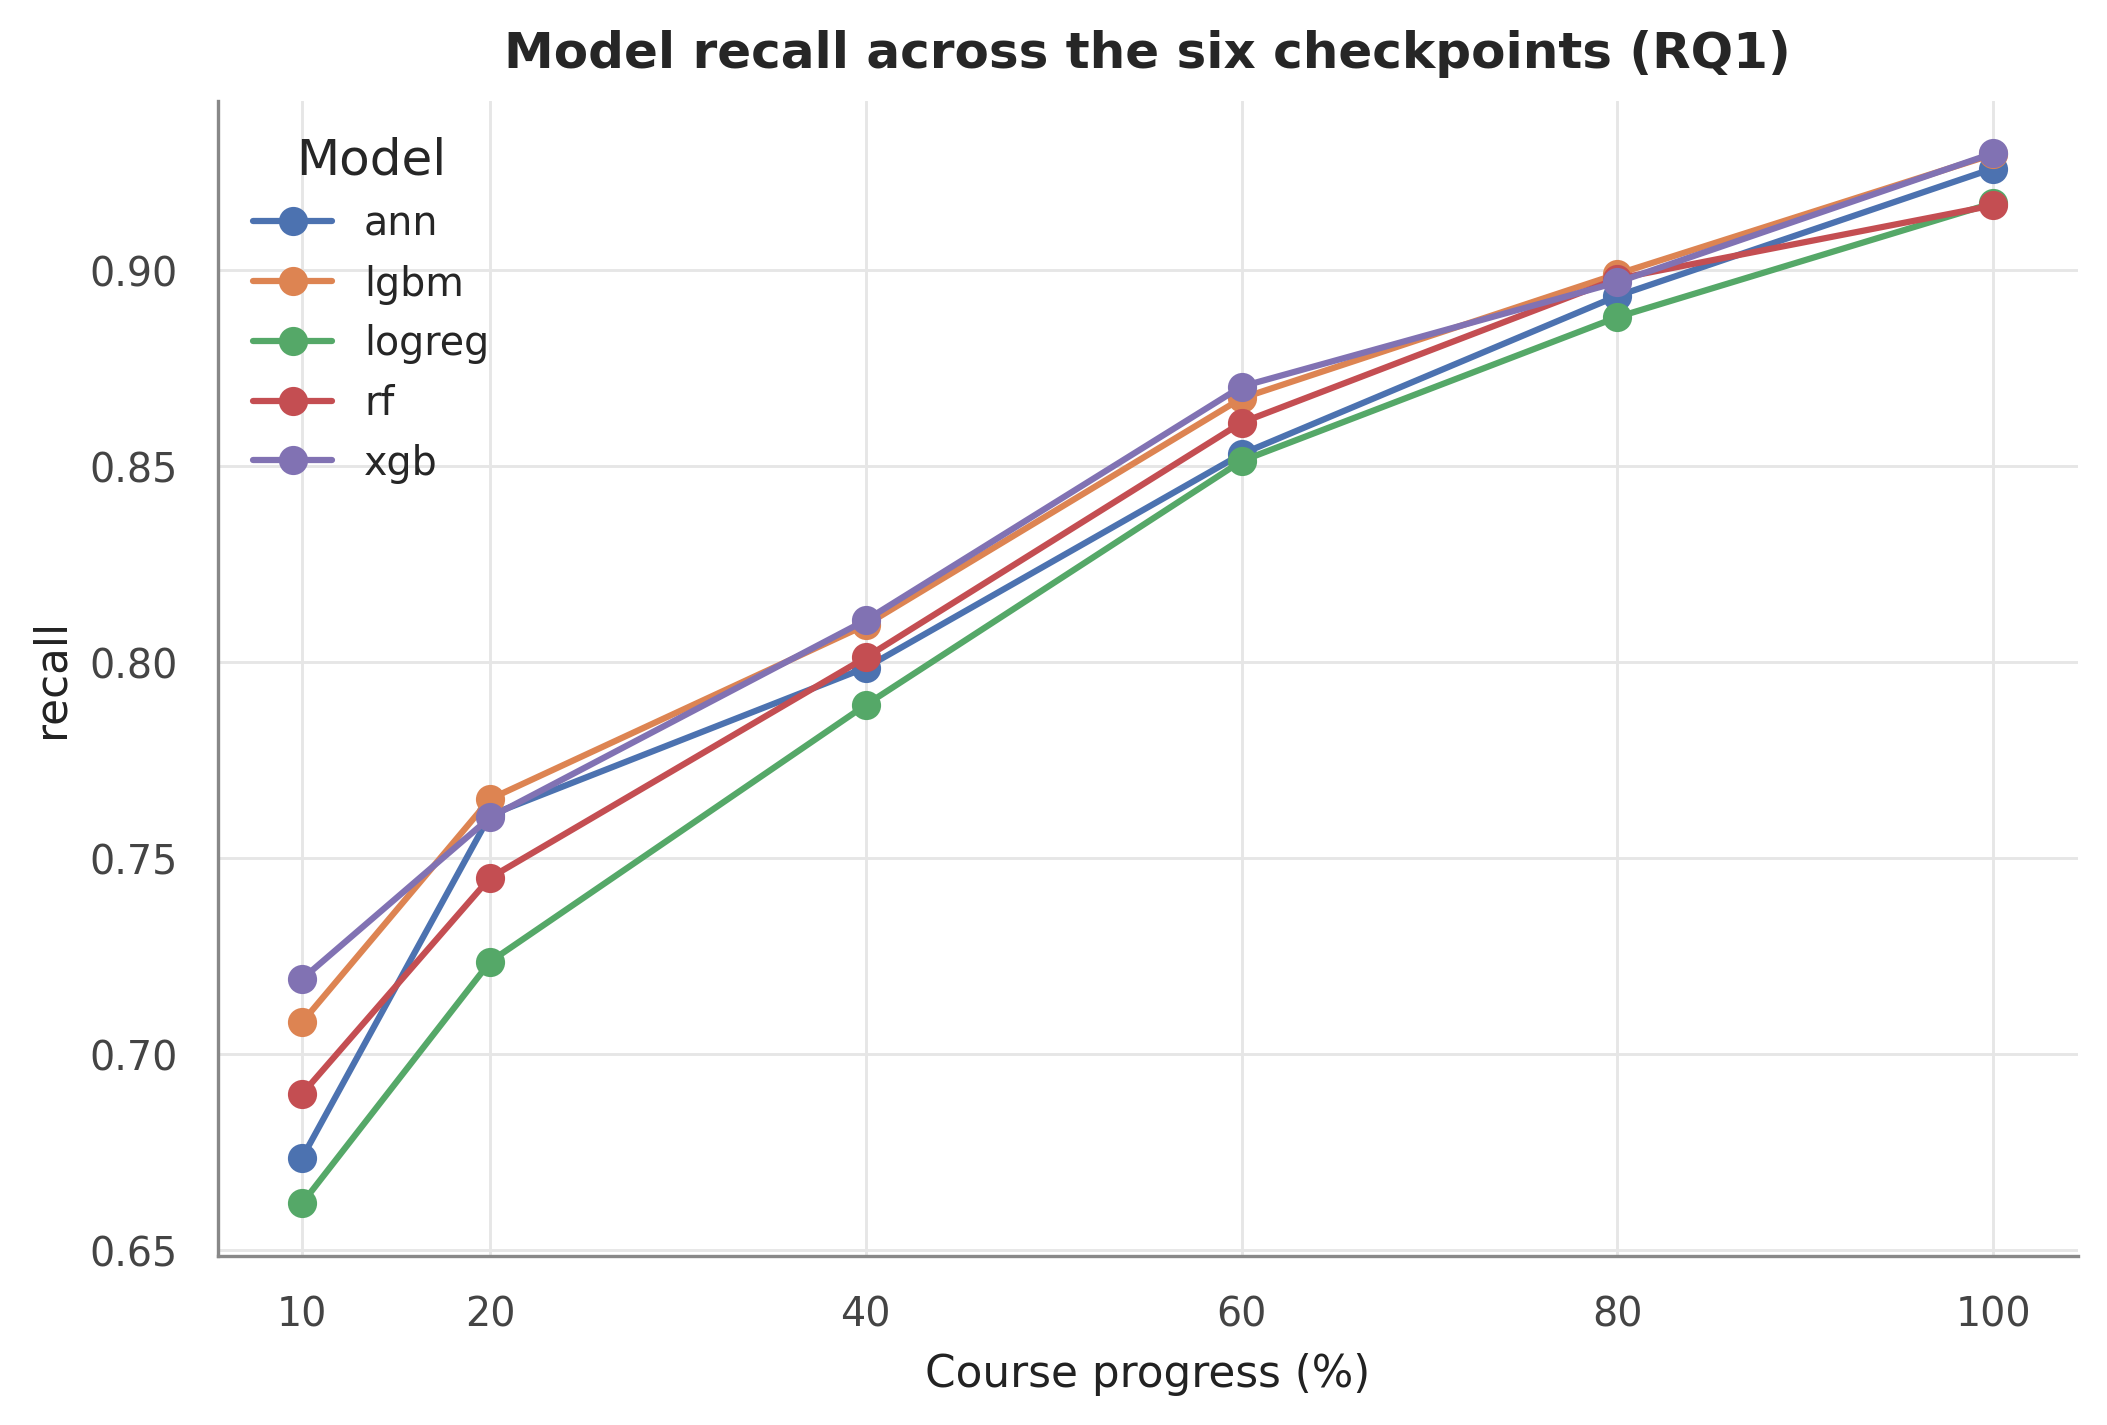 Model recall across the six checkpoints (RQ1)
Model
ann
lgbm
logreg
rf
xgb
recall
0.90
0.85
0.80
0.75
0.70
0.65
10 20 40 60 80 100
Course progress (%)